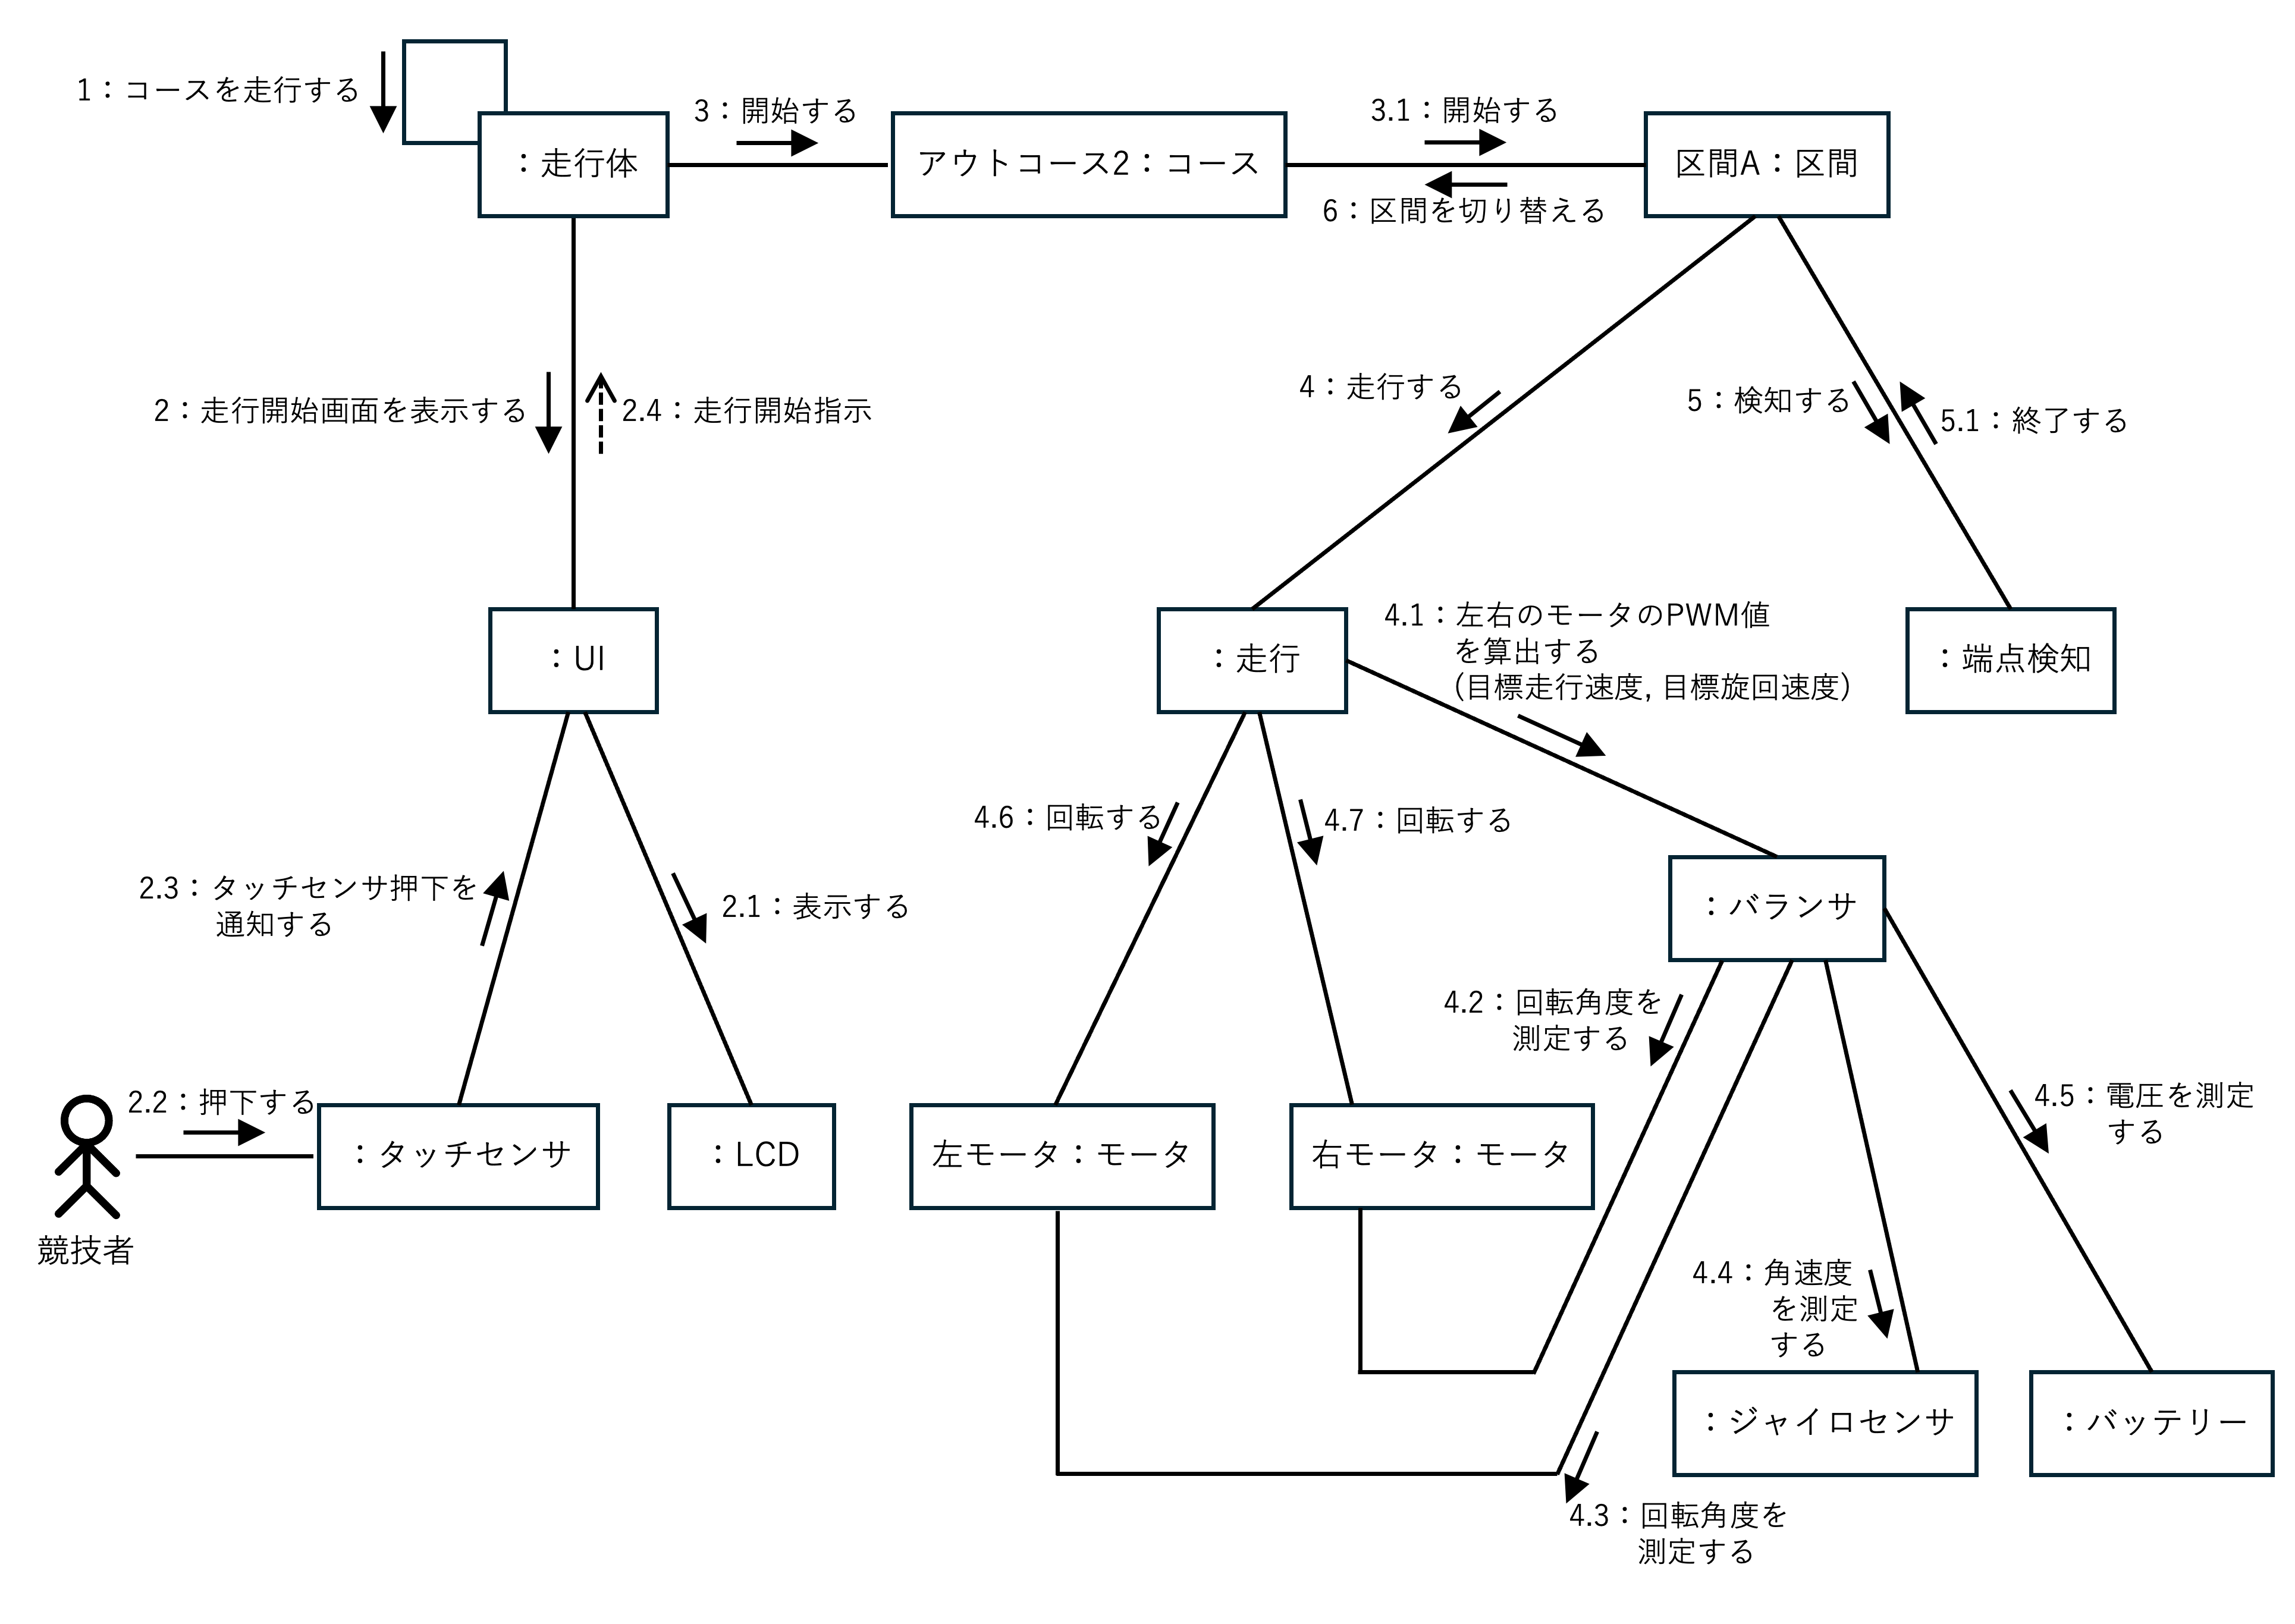 1：コースを走行する
：走行体
3：開始する
アウトコース2：コース
3.1：開始する
6：区間を切り替える
区間A：区間
2：走行開始画面を表示する
2.4：走行開始指示
4：走行する
5：検知する
5.1：終了する
：UI
：走行
4.1：左右のモータのPWM値
を算出する
(目標走行速度, 目標旋回速度)
：端点検知
4.6：回転する
4.7：回転する
2.3：タッチセンサ押下を
通知する
2.1：表示する
：バランサ
4.2：回転角度を
測定する
4.5：電圧を測定
する
2.2：押下する
競技者
：タッチセンサ
：LCD
左モータ：モータ
右モータ：モータ
4.4：角速度
を測定
する
：ジャイロセンサ
：バッテリー
4.3：回転角度を
測定する